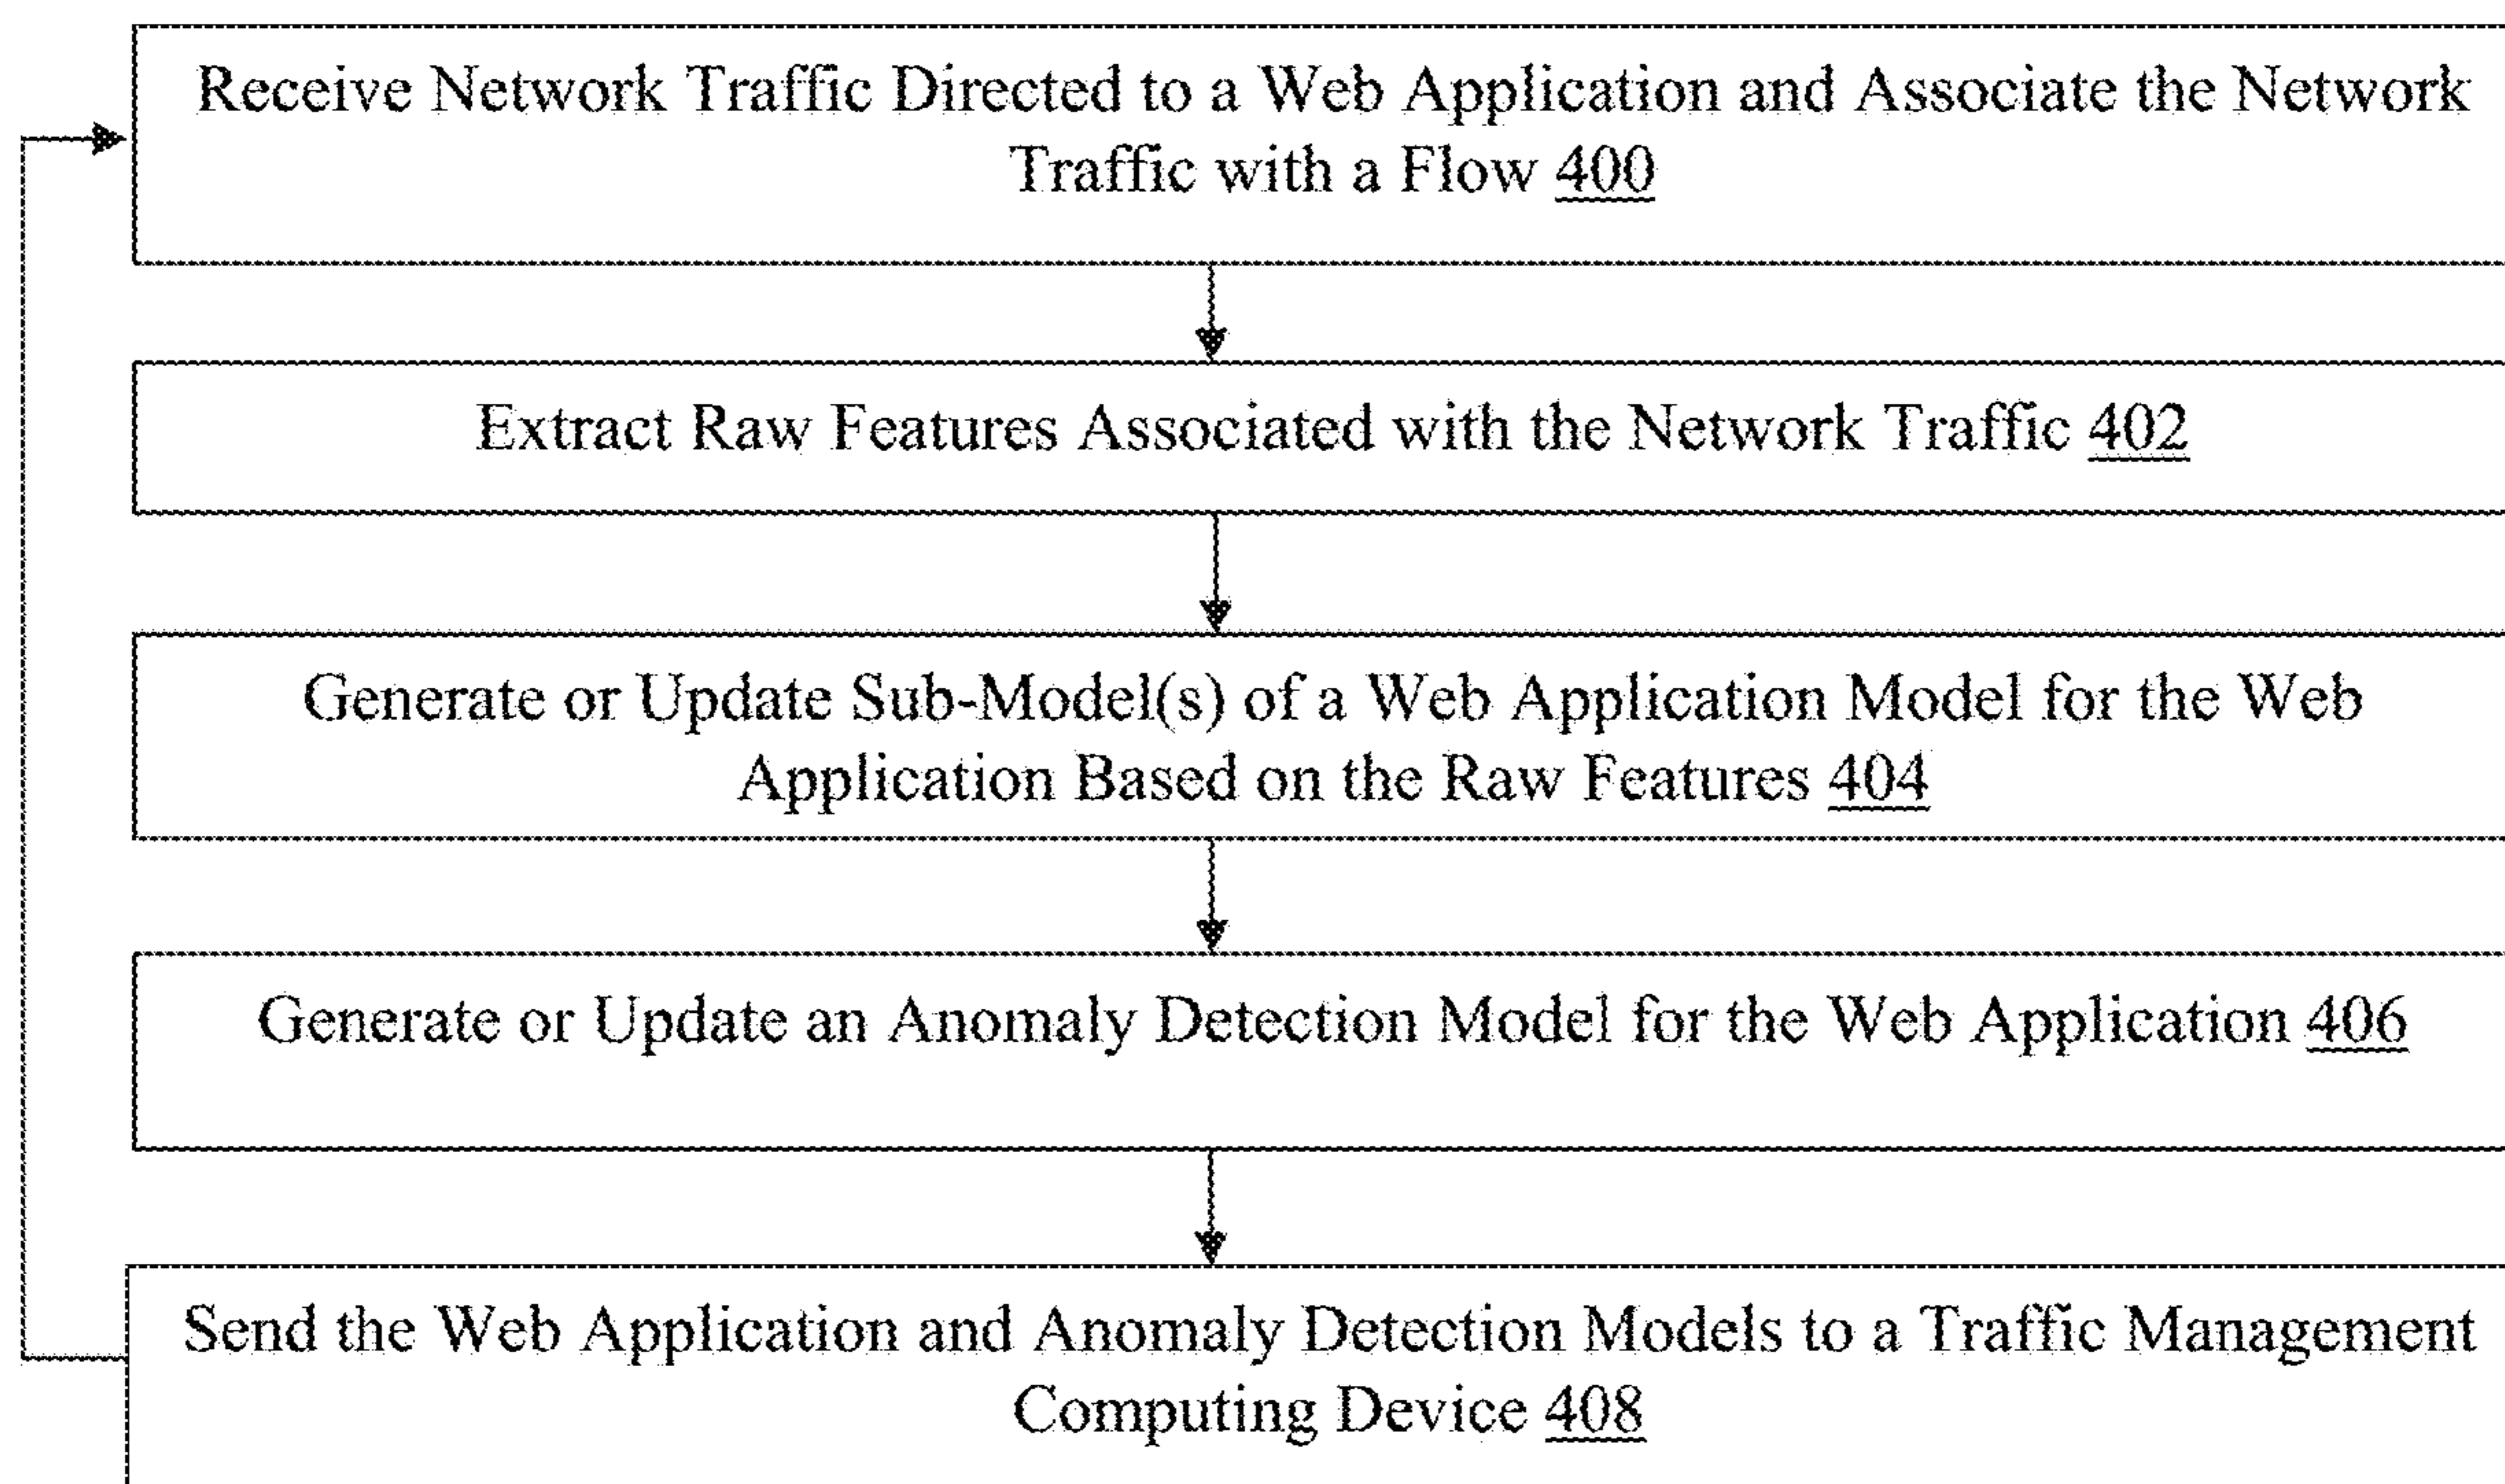 Receive Network Traffic Directed to a Web Application and Associate the Network
Traffic with a Flow 400
Extract Raw Features Associated with the Network Traffic 402
Generate or Update Sub-Model(s) of a Web Application Model for the Web
Application Based on the Raw Features 404
Generate or Update an Anomaly Detection Model for the Web Application 406
Send the Web Application and Anomaly Detection Models to a Traffic Management
Computing Device 408